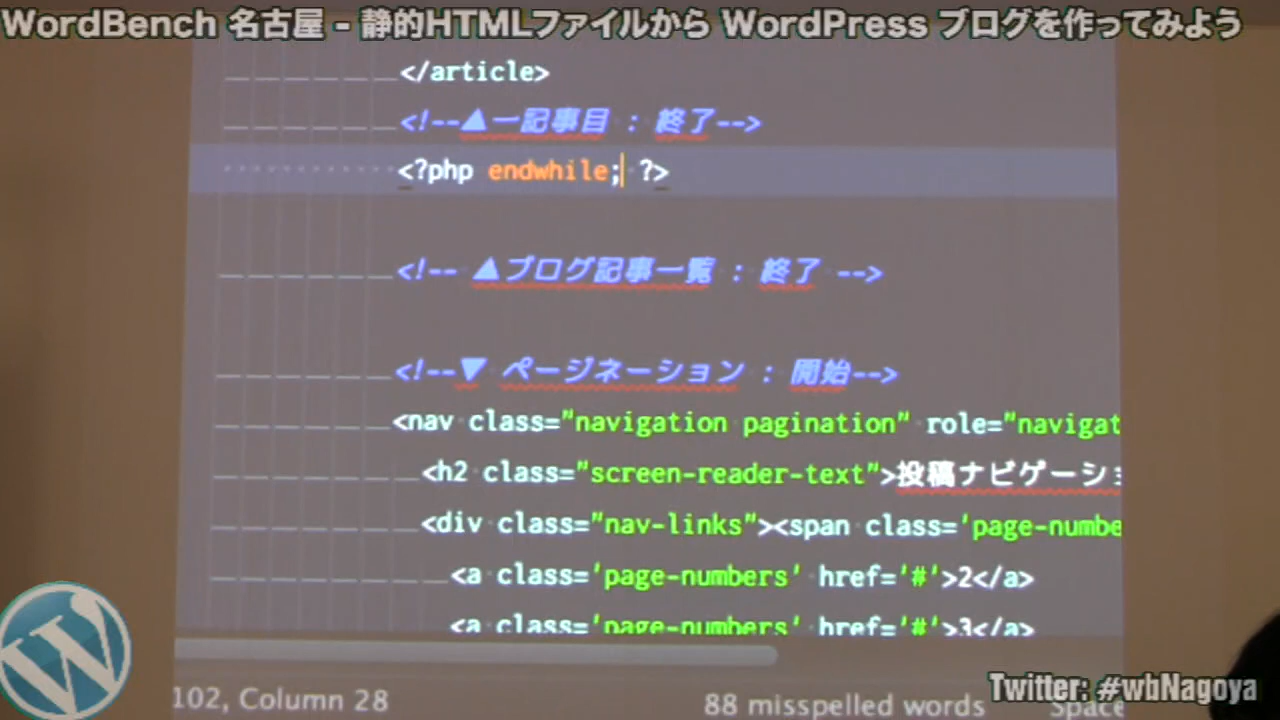 WordBench 名古屋 - 静的HTMLファイルから WordPress ブログを作ってみよう
</article>
<!--▲一記事目 : 終了-->
<?php endwhile; ?>
<!-- ▲ブログ記事一覧 : 終了 -->
<!--▼ ページネーション : 開始-->
<nav class="navigation pagination" role="navigat
<h2 class="screen-reader-text">投稿ナビゲーショ
<div class="nav-links"><span class='page-numbe
<a class='page-numbers' href='#'>2</a>
<a class='page-numbers' href='#'>3</a>
102, Column 28
88 misspelled words
Space
Twitter: #wbNagoya